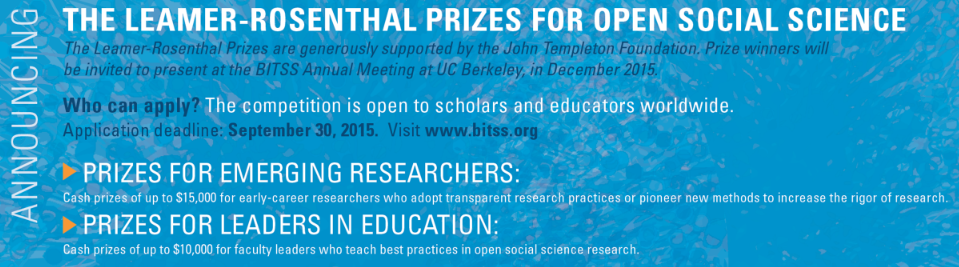 ANNOUNCING
THE LEAMER-ROSENTHAL PRIZES FOR OPEN SOCIAL SCIENCE
The Leamer-Rosenthal Prizes are generously supported by the John Templeton Foundation. Prize winners will
be invited to present at the BITSS Annual Meeting at UC Berkeley, in December 2015.
Who can apply? The competition is open to scholars and educators worldwide.
Application deadline: September 30, 2015. Visit www.bitss.org
PRIZES FOR EMERGING RESEARCHERS:
Cash prizes of up to $15,000 for early-career researchers who adopt transparent research practices or pioneer new methods to increase the rigor of research.
PRIZES FOR LEADERS IN EDUCATION:
Cash prizes of up to $10,000 for faculty leaders who teach best practices in open social science research.